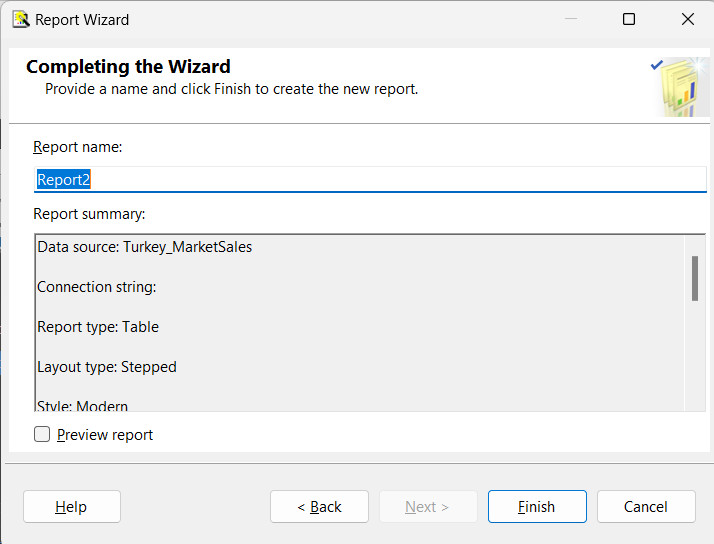 Report Wizard
Completing the Wizard
Provide a name and click Finish to create the new report.
Report name:
Report2
Report summary:
Data source: Turkey_MarketSales
Connection string:
Report type: Table
Layout type: Stepped
Style: Modern
Preview report
Help
< Back
Next >
Finish
Cancel